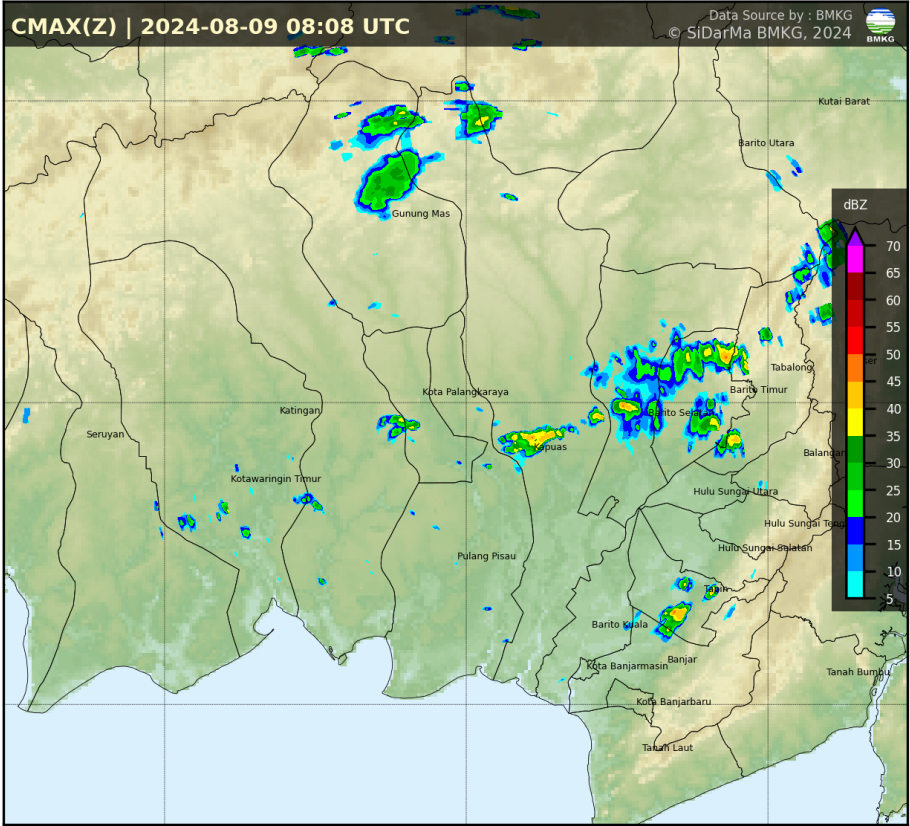 CMAX(Z) | 2024-08-09 08:08 UTC
Data Source by : BMKG
© SiDarMa BMKG, 2024
BMKG
Kutai Barat
Barito Utara
dBZ
Gunung Mas
70
65
60
55
50
45
40
35
30
25
20
15
10
5
Tabalong
Kota Palangkaraya
Barito Timur
Katingan
Barito Selatan
Seruyan
Kapuas
Balangan
Kotawaringin Timur
Hulu Sungai Utara
Hulu Sungai Teng
Hulu Sungai Selatan
Pulang Pisau
Tapin
Barito Kuala
Banjar
Kota Banjarmasin
Tanah Bumbu
Kota Banjarbaru
Tanah Laut